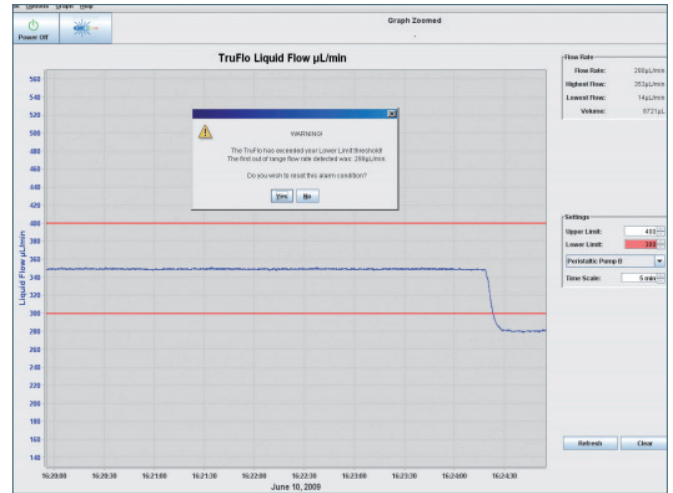 Options Graph Help
Power Off
Graph Zoomed
TruFlo Liquid Flow µL/min
Liquid Flow µL/min
560
540
520
500
480
460
440
420
400
380
360
340
320
300
280
260
240
220
200
180
160
140
16:20:00 16:20:30 16:21:00 16:21:30 16:22:00 16:22:30 16:23:00 16:23:30 16:24:00 16:24:30
June 10, 2009
WARNING!
The TruFlo has exceeded your Lower Limit threshold!
The first out of range flow rate detected was: 298µL/min
Do you wish to reset this alarm condition?
Yes No
Flow Rate
Flow Rate: 280µL/min
Highest Flow: 353µL/min
Lowest Flow: 14µL/min
Volume: 6721µL
Settings
Upper Limit: 400
Lower Limit: 300
Peristaltic Pump B
Time Scale: 5 min
Refresh Clear